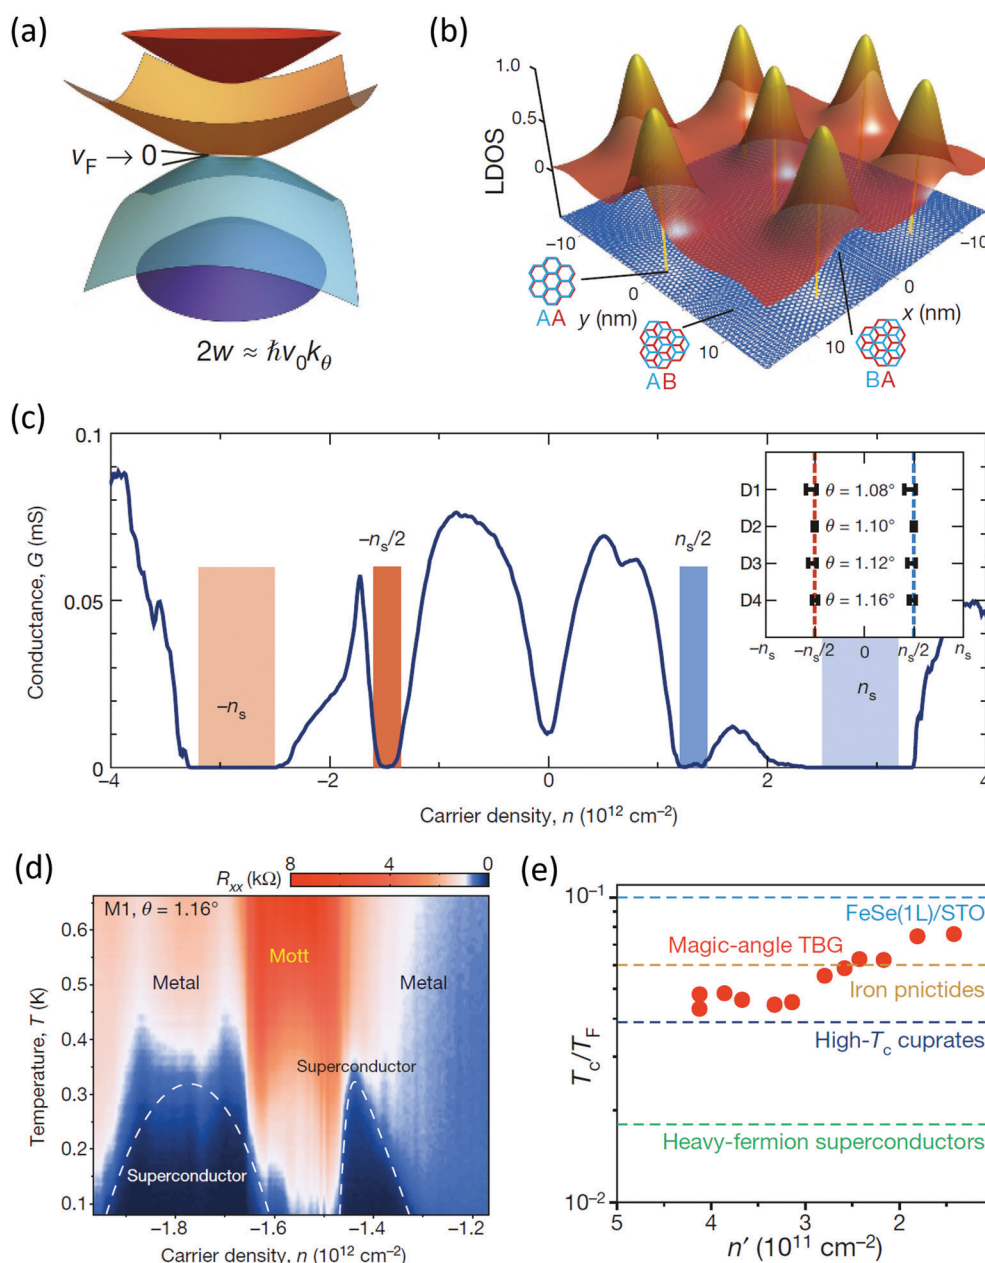 (a)
v_F → 0
2w ≈ ħv₀k_θ
(b)
1.0
0.5
0
LDOS
−10
0
10
y (nm)
−10
0
10
x (nm)
AA
AB
BA
(c)
0.1
0.05
0
Conductance, G (mS)
−n_s
−n_s/2
n_s/2
n_s
−4
−2
0
2
4
Carrier density, n (10¹² cm⁻²)
D1 θ = 1.08°
D2 θ = 1.10°
D3 θ = 1.12°
D4 θ = 1.16°
−n_s −n_s/2 0 n_s/2 n_s
(d)
R_xx (kΩ)
8 4 0
M1, θ = 1.16°
Mott
Metal
Metal
Superconductor
Superconductor
0.6
0.5
0.4
0.3
0.2
0.1
Temperature, T (K)
−1.8 −1.6 −1.4 −1.2
Carrier density, n (10¹² cm⁻²)
(e)
10⁻¹
10⁻²
T_c/T_F
FeSe(1L)/STO
Magic-angle TBG
Iron pnictides
High-T_c cuprates
Heavy-fermion superconductors
5 4 3 2
n′ (10¹¹ cm⁻²)